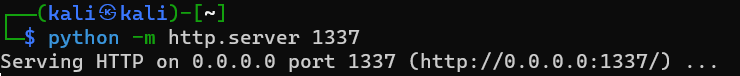 ┌──(kali㉿kali)-[~]
└─$ python -m http.server 1337
Serving HTTP on 0.0.0.0 port 1337 (http://0.0.0.0:1337/) ...